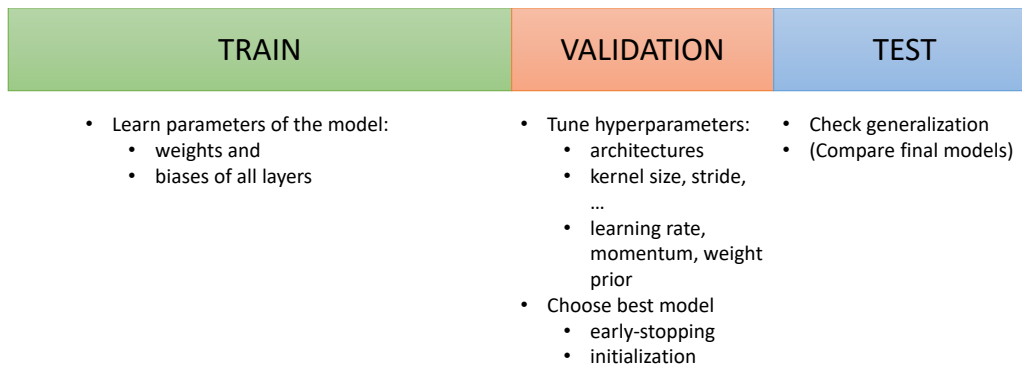 TRAIN
VALIDATION
TEST
• Learn parameters of the model:
• weights and
• biases of all layers
• Tune hyperparameters:
• architectures
• kernel size, stride,
…
• learning rate,
momentum, weight
prior
• Choose best model
• early-stopping
• initialization
• Check generalization
• (Compare final models)